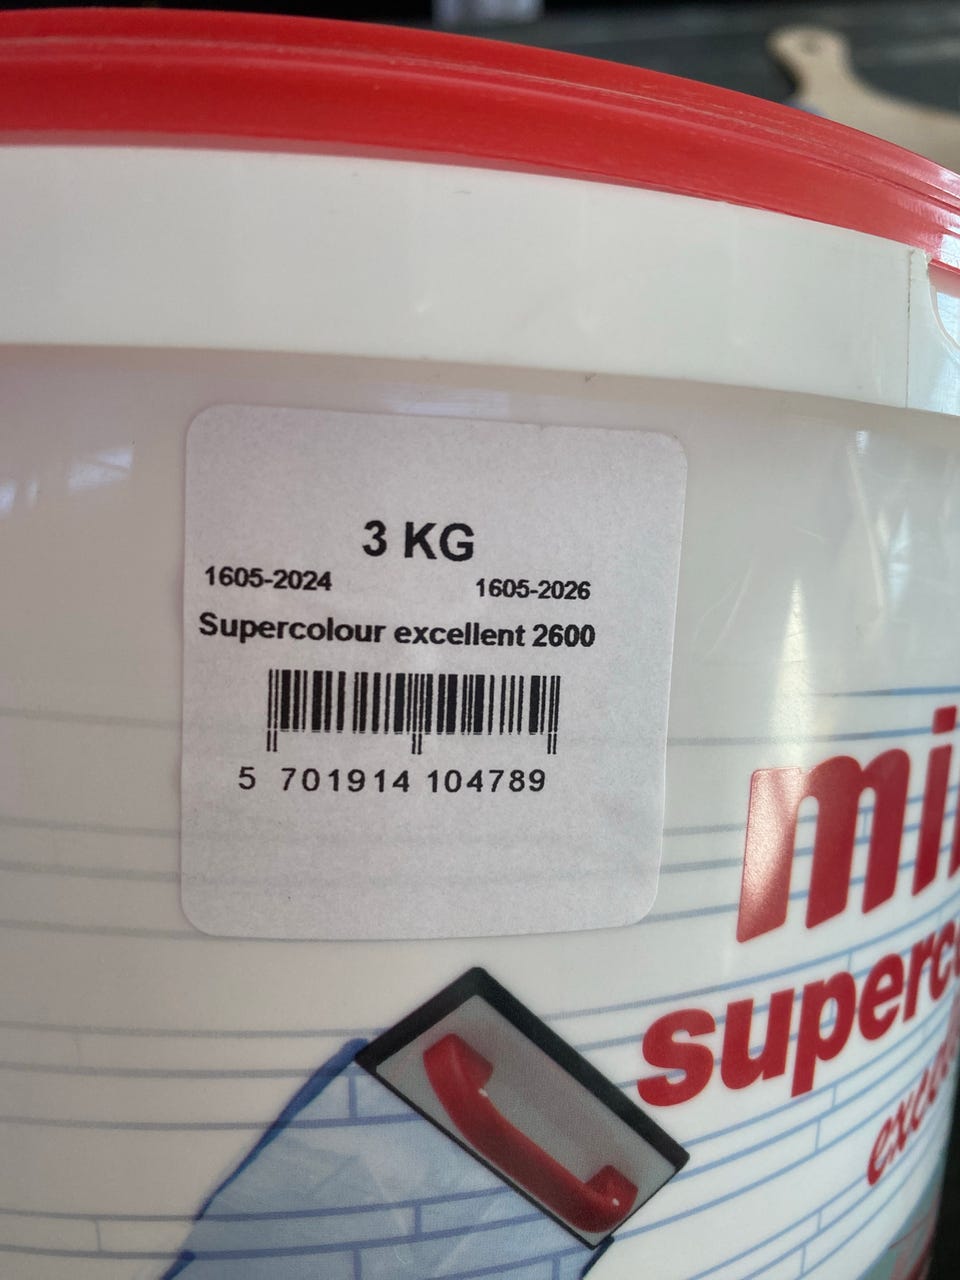 3 KG
1605-2024 1605-2026
Supercolour excellent 2600
5 701914 104789